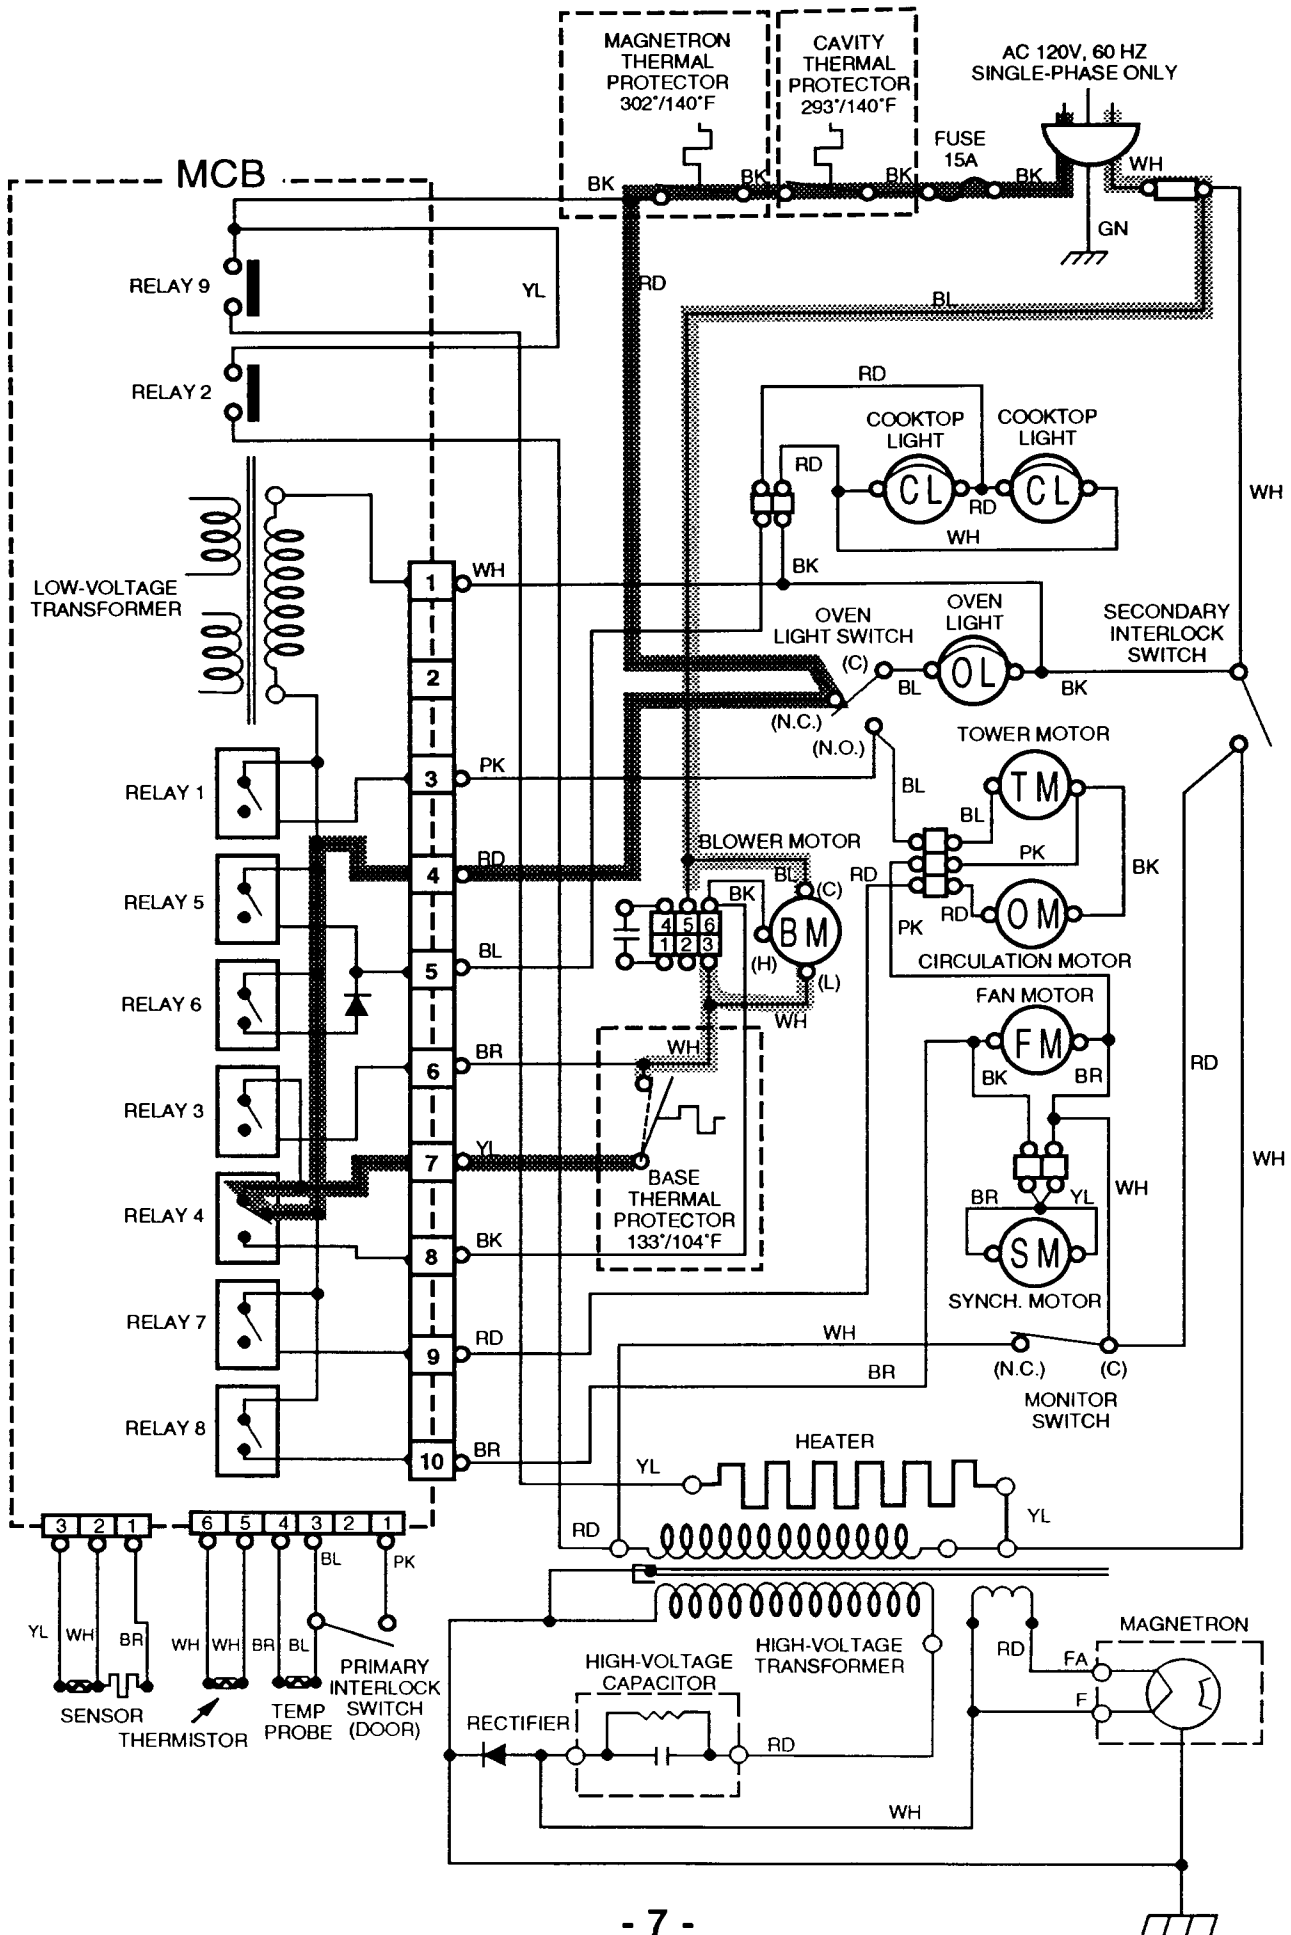 MAGNETRON
THERMAL
PROTECTOR
302°/140°F
CAVITY
THERMAL
PROTECTOR
293°/140°F
AC 120V, 60 HZ
SINGLE-PHASE ONLY
FUSE
15A
MCB
BK
BK
BK
BK
WH
GN
RELAY 9
YL
RD
BL
RELAY 2
RD
COOKTOP
LIGHT
COOKTOP
LIGHT
RD
CL
CL
RD
WH
WH
LOW-VOLTAGE
TRANSFORMER
1
WH
BK
OVEN
LIGHT SWITCH
(C)
OVEN
LIGHT
SECONDARY
INTERLOCK
SWITCH
2
BL
OL
BK
(N.C.)
(N.O.)
TOWER MOTOR
RELAY 1
3
PK
BL
BL
TM
BLOWER MOTOR
PK
BK
4
RD
BL
(C)
RD
RELAY 5
BK
RD
OM
PK
4 5 6
1 2 3
BM
(H)
(L)
CIRCULATION MOTOR
5
BL
RELAY 6
WH
FAN MOTOR
FM
WH
BK
BR
RD
6
BR
RELAY 3
7
YL
BASE
THERMAL
PROTECTOR
133°/104°F
WH
RELAY 4
BR
YL
WH
8
BK
SM
SYNCH. MOTOR
RELAY 7
9
RD
WH
(N.C.)
(C)
BR
MONITOR
SWITCH
RELAY 8
10
BR
HEATER
YL
YL
3 2 1
6 5 4 3 2 1
RD
BL
PK
YL
WH
BR
WH
WH
BR
BL
SENSOR
THERMISTOR
TEMP
PROBE
PRIMARY
INTERLOCK
SWITCH
(DOOR)
HIGH-VOLTAGE
TRANSFORMER
HIGH-VOLTAGE
CAPACITOR
RD
MAGNETRON
FA
F
RECTIFIER
RD
WH
- 7 -